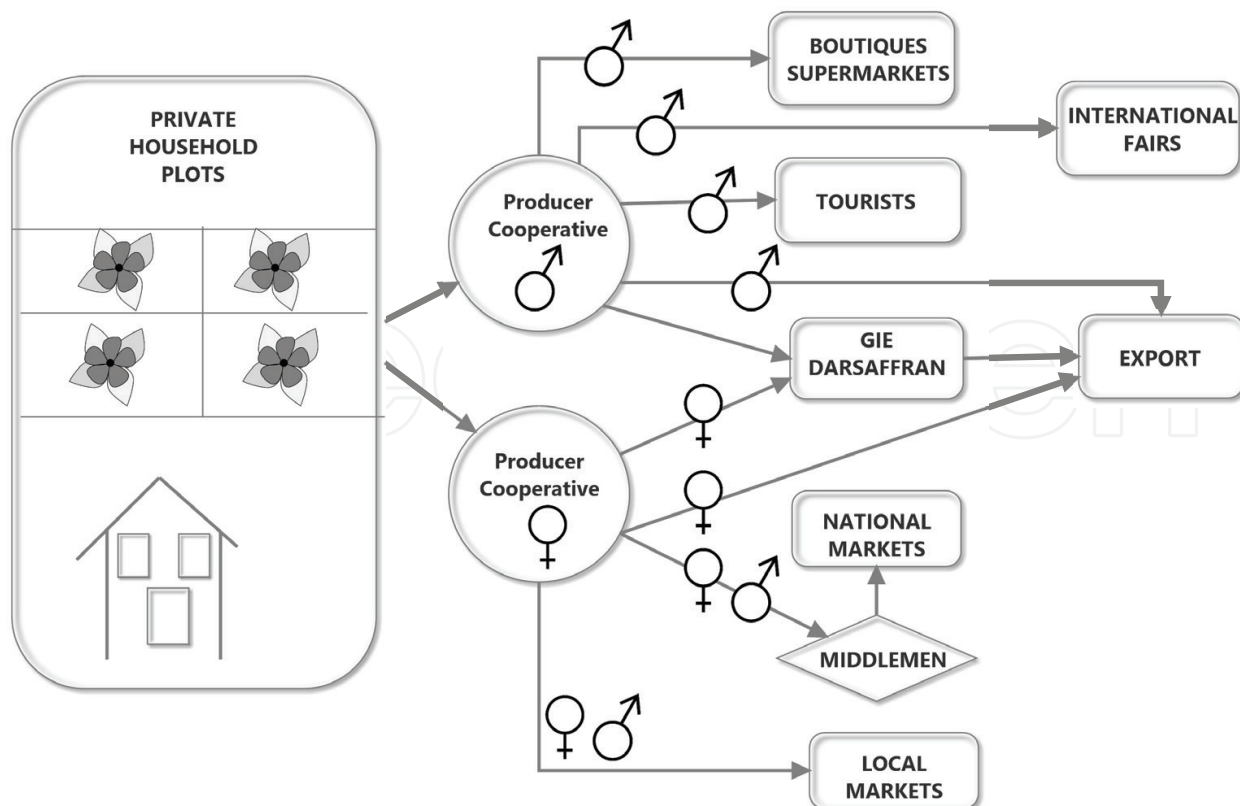 PRIVATE
HOUSEHOLD
PLOTS
Producer
Cooperative
BOUTIQUES
SUPERMARKETS
INTERNATIONAL
FAIRS
TOURISTS
GIE
DARSAFFRAN
EXPORT
Producer
Cooperative
NATIONAL
MARKETS
MIDDLEMEN
LOCAL
MARKETS